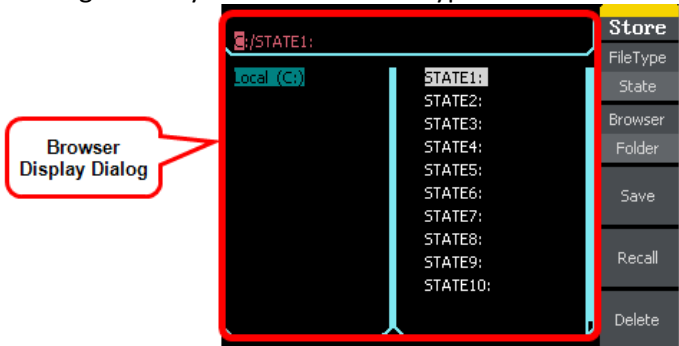 C:/STATE1:
Local (C:)
STATE1:
STATE2:
STATE3:
STATE4:
STATE5:
STATE6:
STATE7:
STATE8:
STATE9:
STATE10:
Store
FileType
State
Browser
Folder
Save
Recall
Delete
Browser
Display Dialog